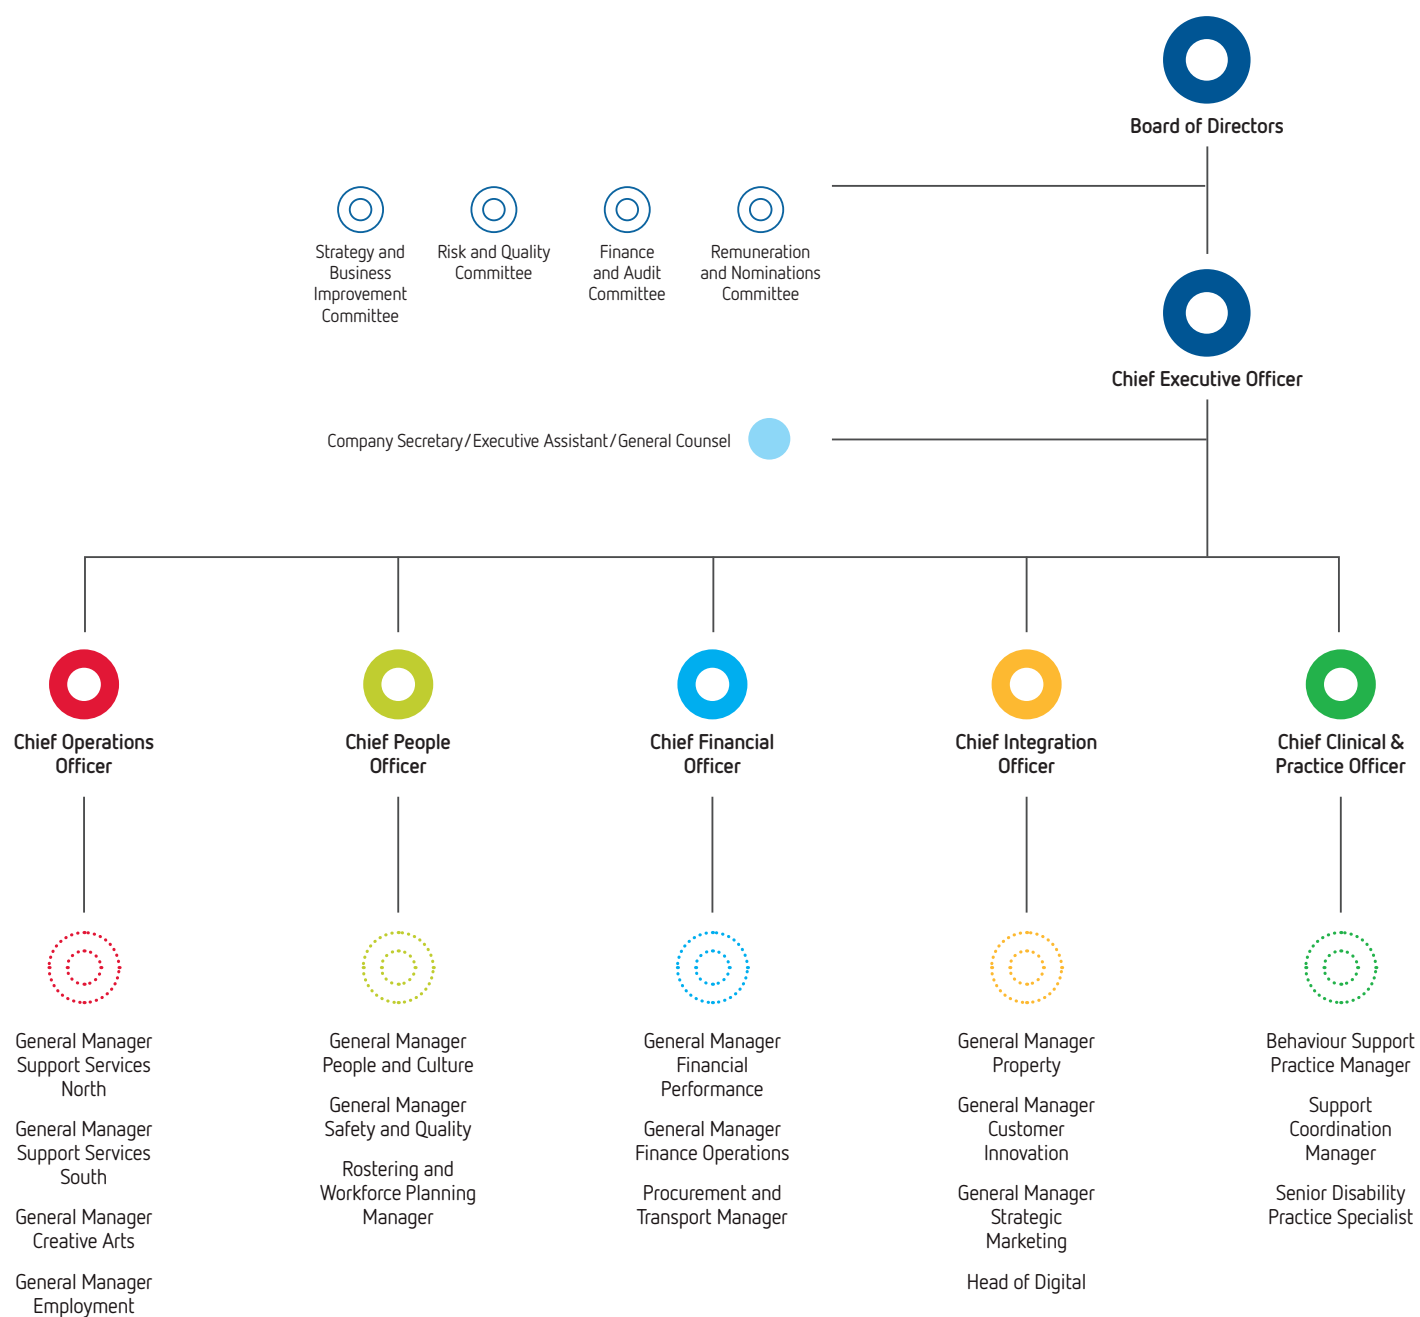 Board of Directors
Strategy and
Business
Improvement
Committee
Risk and Quality
Committee
Finance
and Audit
Committee
Remuneration
and Nominations
Committee
Chief Executive Officer
Company Secretary/Executive Assistant/General Counsel
Chief Operations
Officer
Chief People
Officer
Chief Financial
Officer
Chief Integration
Officer
Chief Clinical &
Practice Officer
General Manager
Support Services
North
General Manager
Support Services
South
General Manager
Creative Arts
General Manager
Employment
General Manager
People and Culture
General Manager
Safety and Quality
Rostering and
Workforce Planning
Manager
General Manager
Financial
Performance
General Manager
Finance Operations
Procurement and
Transport Manager
General Manager
Property
General Manager
Customer
Innovation
General Manager
Strategic
Marketing
Head of Digital
Behaviour Support
Practice Manager
Support
Coordination
Manager
Senior Disability
Practice Specialist